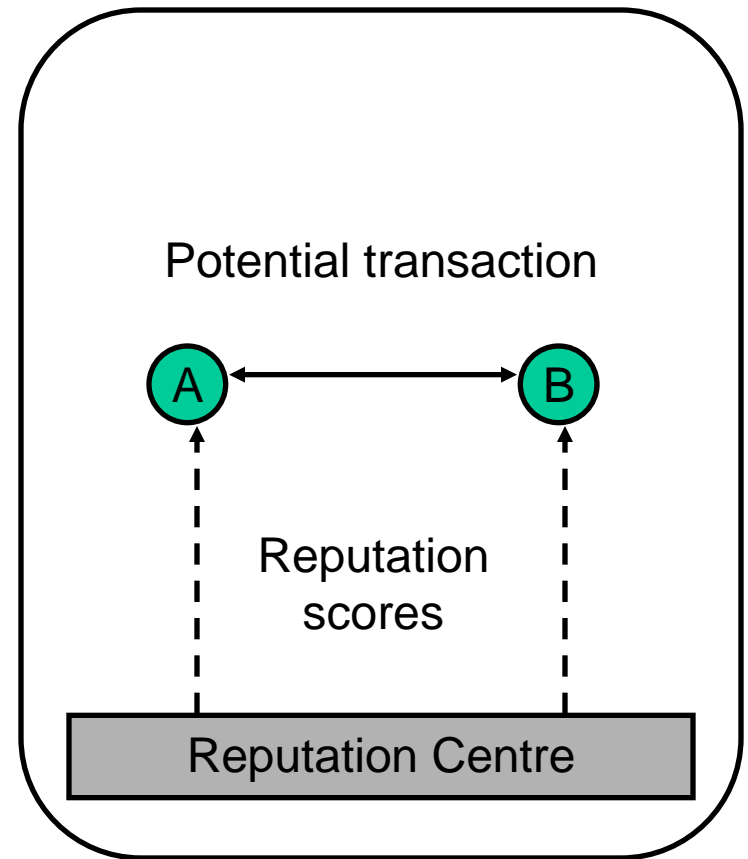 Potential transaction
A
B
Reputation
scores
Reputation Centre